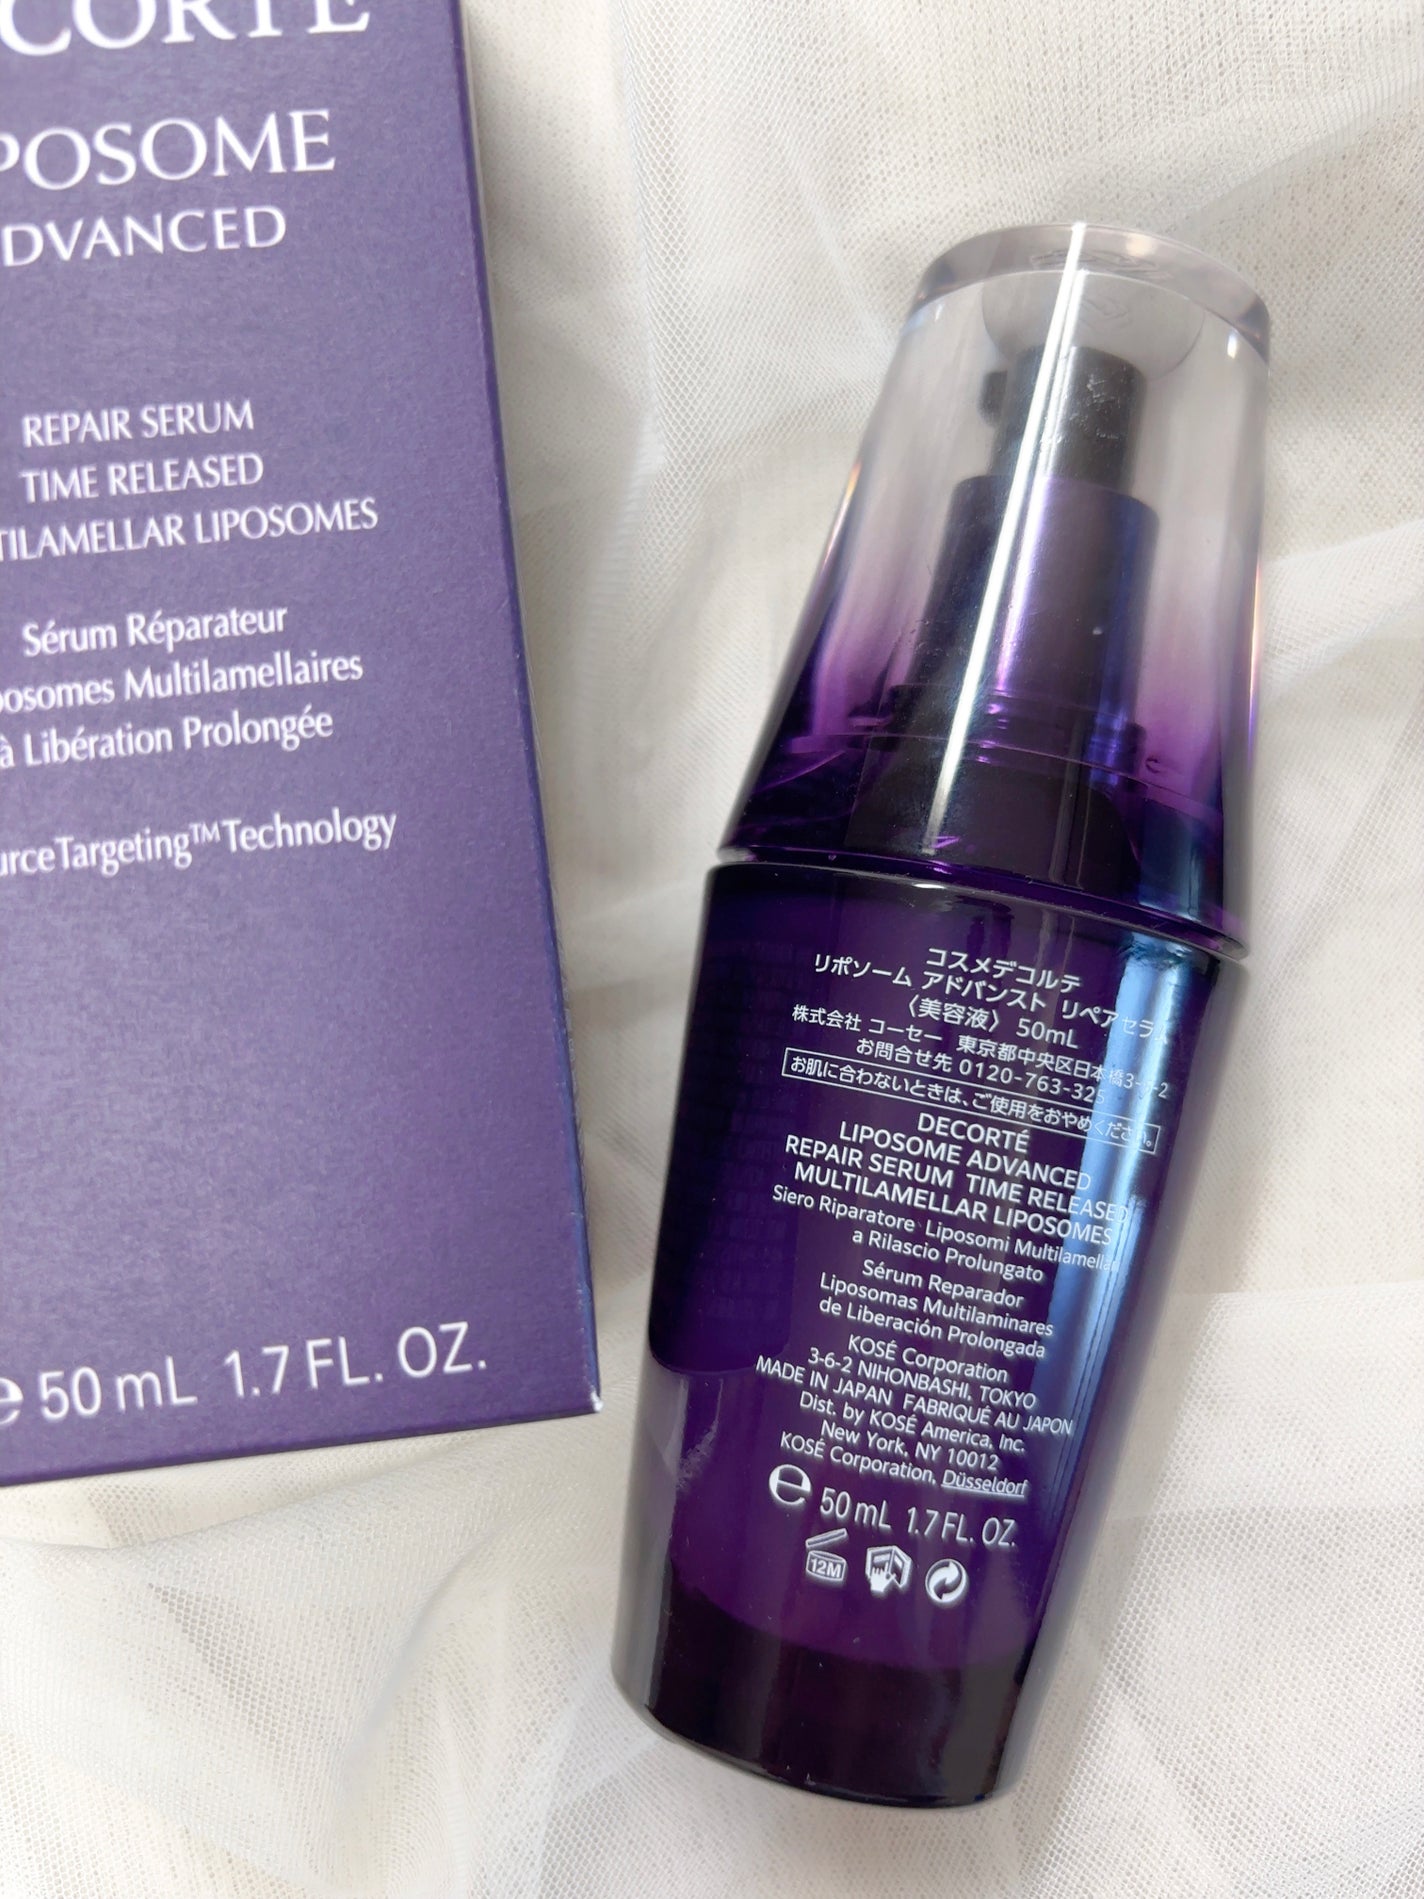 CORTÉ
POSOME
DVANCED
REPAIR SERUM
TIME RELEASED
TILAMELLAR LIPOSOMES
Sérum Réparateur
posomes Multilamellaires
à Libération Prolongée
urceTargeting™Technology
e 50 mL 1.7 FL. OZ.
コスメデコルテ
リポソーム アドバンスト リペアセラム
〈美容液〉 50mL
株式会社 コーセー 東京都中央区日本橋3-6-2
お問合せ先 0120-763-325
お肌に合わないときは、ご使用をおやめください。
DECORTÉ
LIPOSOME ADVANCED
REPAIR SERUM TIME RELEASED
MULTILAMELLAR LIPOSOMES
Siero Riparatore Liposomi Multilamellar
a Rilascio Prolungato
Sérum Reparador
Liposomas Multilaminares
de Liberación Prolongada
KOSÉ Corporation
3-6-2 NIHONBASHI, TOKYO
MADE IN JAPAN FABRIQUÉ AU JAPON
Dist. by KOSÉ America, Inc.
New York, NY 10012
KOSÉ Corporation, Düsseldorf
e 50 mL 1.7 FL. OZ.
12M